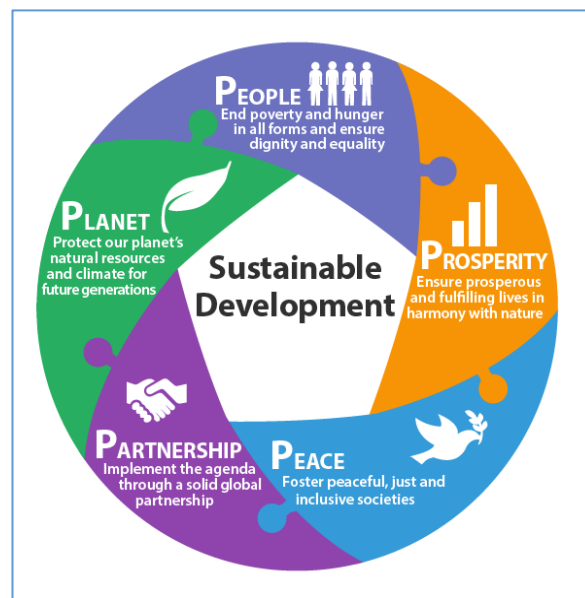 PEOPLE
End poverty and hunger
in all forms and ensure
dignity and equality
PROSPERITY
Ensure prosperous
and fulfilling lives in
harmony with nature
PEACE
Foster peaceful, just and
inclusive societies
PARTNERSHIP
Implement the agenda
through a solid global
partnership
PLANET
Protect our planet’s
natural resources
and climate for
future generations
Sustainable
Development